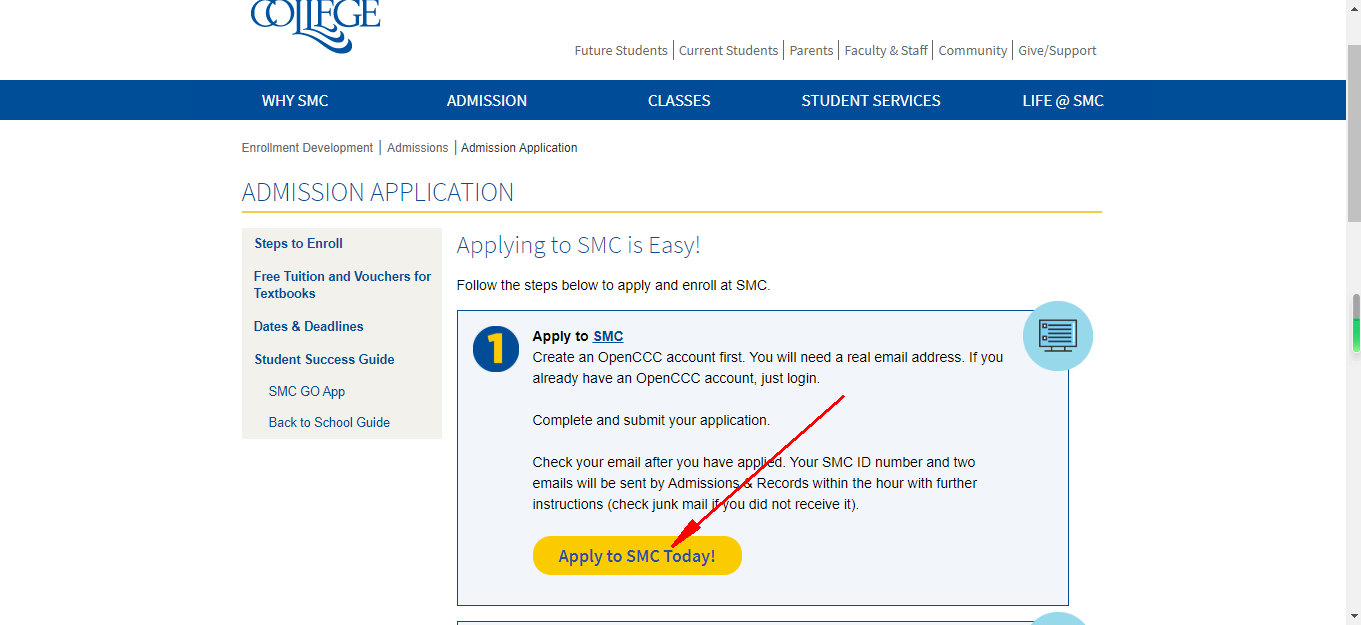 COLLEGE
Future Students | Current Students | Parents | Faculty & Staff | Community | Give/Support
WHY SMC ADMISSION CLASSES STUDENT SERVICES LIFE @ SMC
Enrollment Development | Admissions | Admission Application
ADMISSION APPLICATION
Steps to Enroll
Free Tuition and Vouchers for
Textbooks
Dates & Deadlines
Student Success Guide
SMC GO App
Back to School Guide
Applying to SMC is Easy!
Follow the steps below to apply and enroll at SMC.
1
Apply to SMC
Create an OpenCCC account first. You will need a real email address. If you
already have an OpenCCC account, just login.
Complete and submit your application.
Check your email after you have applied. Your SMC ID number and two
emails will be sent by Admissions & Records within the hour with further
instructions (check junk mail if you did not receive it).
Apply to SMC Today!